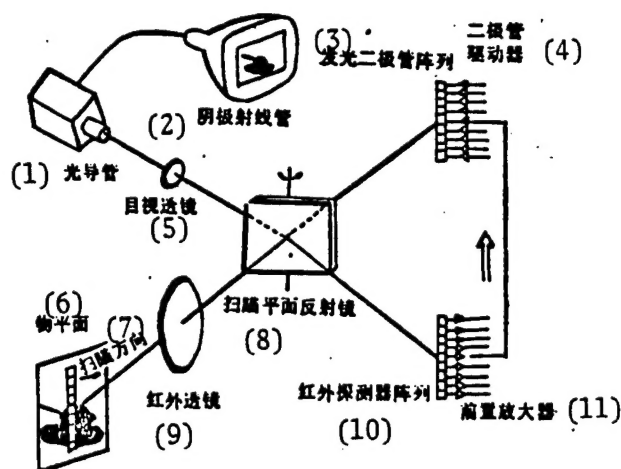 (3)
发光二极管阵列
二极管
驱动器 (4)
(2)
阴极射线管
(1) 光导管
目视透镜
(5)
(6)
物平面
(7)
扫瞄方向
扫瞄平面反射镜
(8)
红外透镜
(9)
红外探测器阵列
(10)
前置放大器 (11)